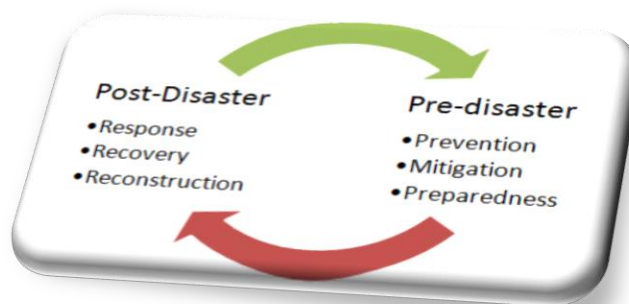 Post-Disaster
•Response
•Recovery
•Reconstruction
Pre-disaster
•Prevention
•Mitigation
•Preparedness